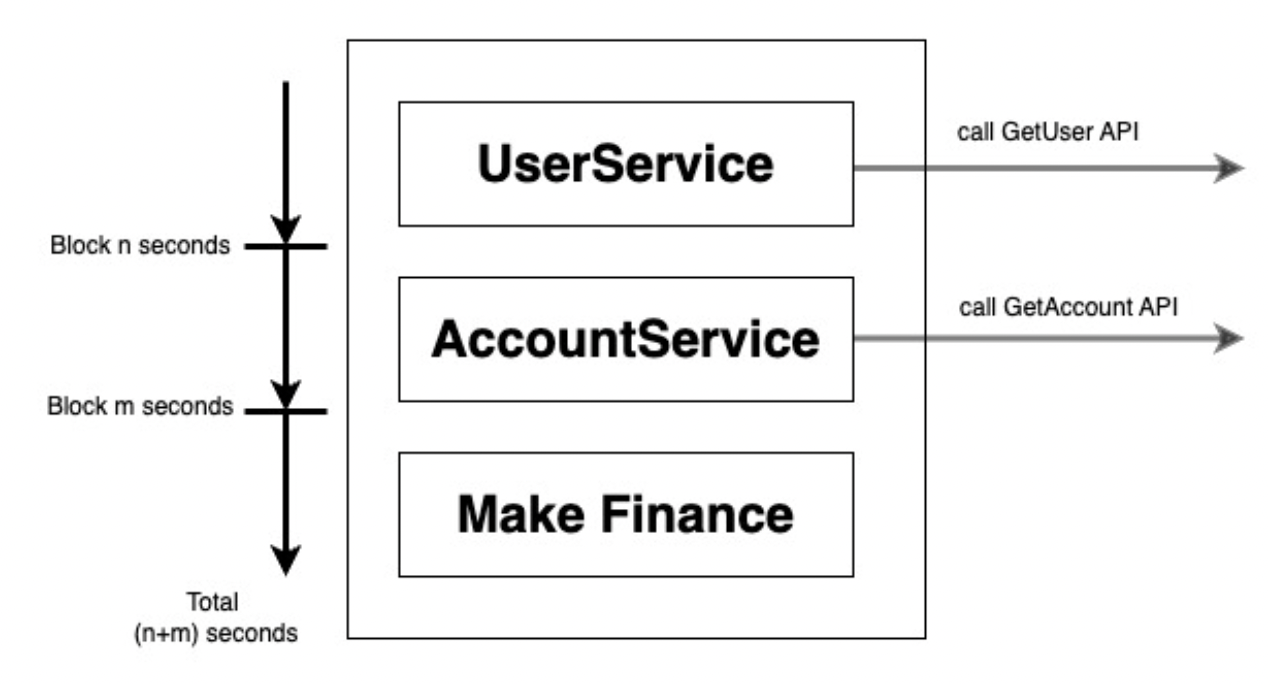 UserService
call GetUser API
Block n seconds
AccountService
call GetAccount API
Block m seconds
Make Finance
Total
(n+m) seconds